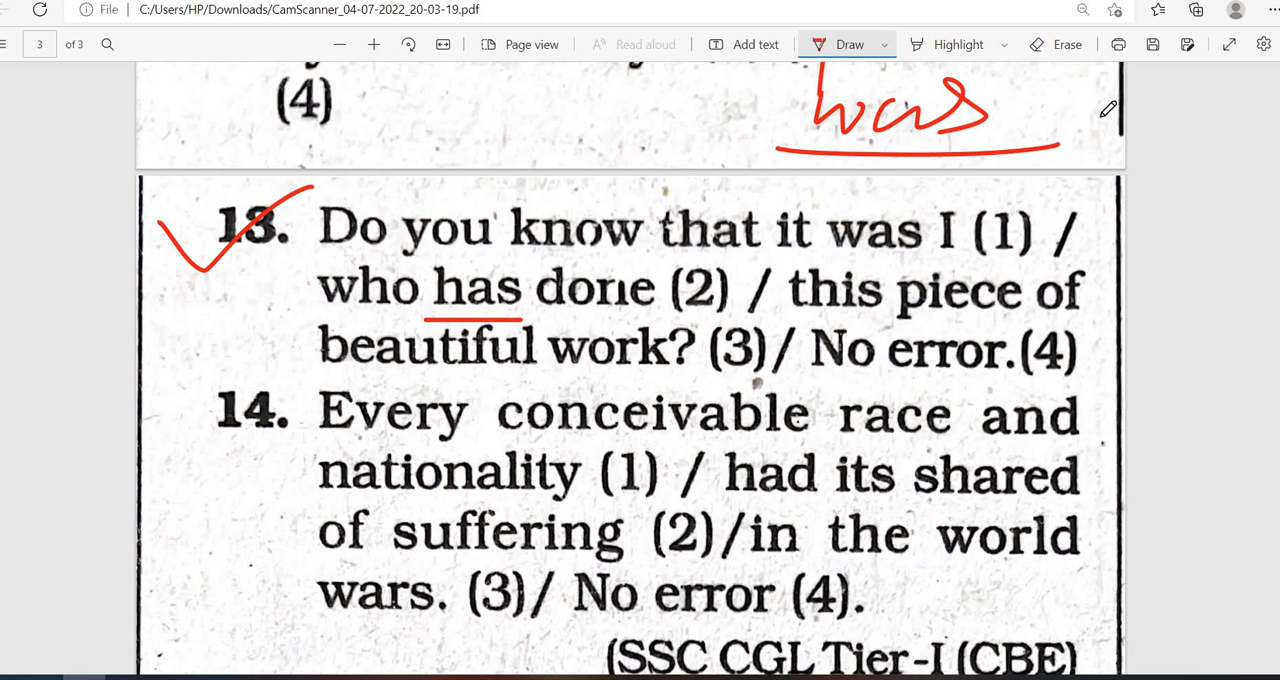 File | C:/Users/HP/Downloads/CamScanner_04-07-2022_20-03-19.pdf
3 of 3 Page view Read aloud Add text Draw Highlight Erase
(4) was
13. Do you know that it was I (1) /
who has done (2) / this piece of
beautiful work? (3)/ No error.(4)
14. Every conceivable race and
nationality (1) / had its shared
of suffering (2)/in the world
wars. (3)/ No error (4).
(SSC CGL Tier-I (CBE)